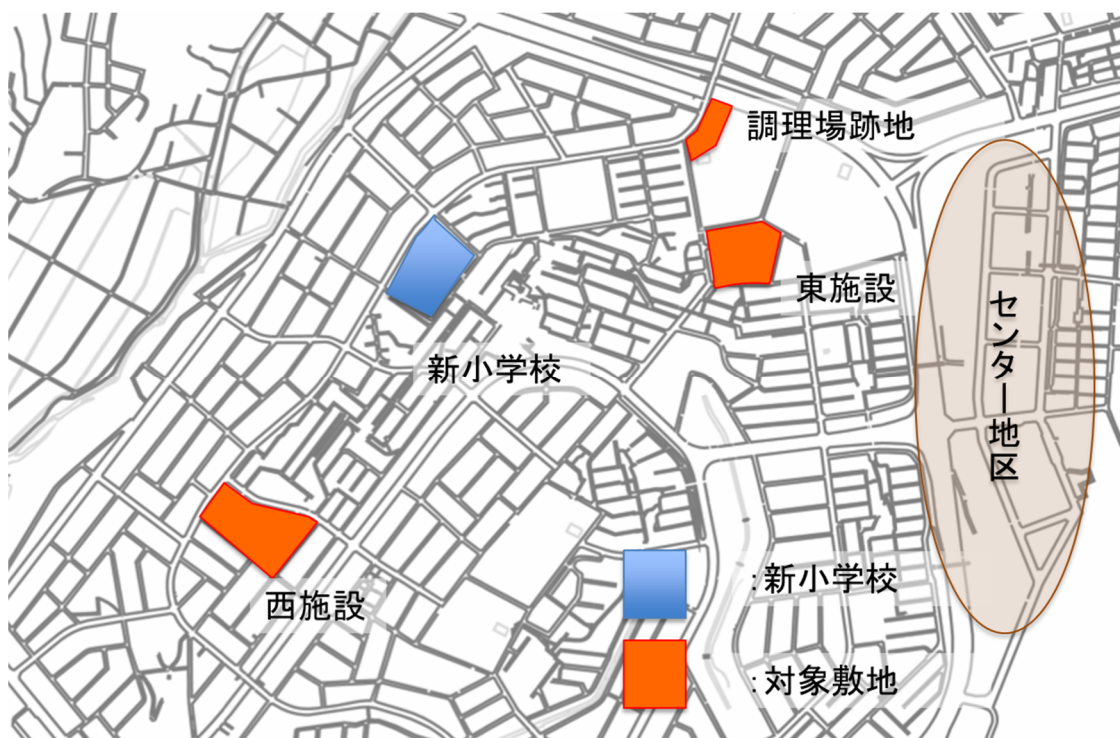 調理場跡地
東施設
センター地区
新小学校
西施設
:新小学校
:対象敷地